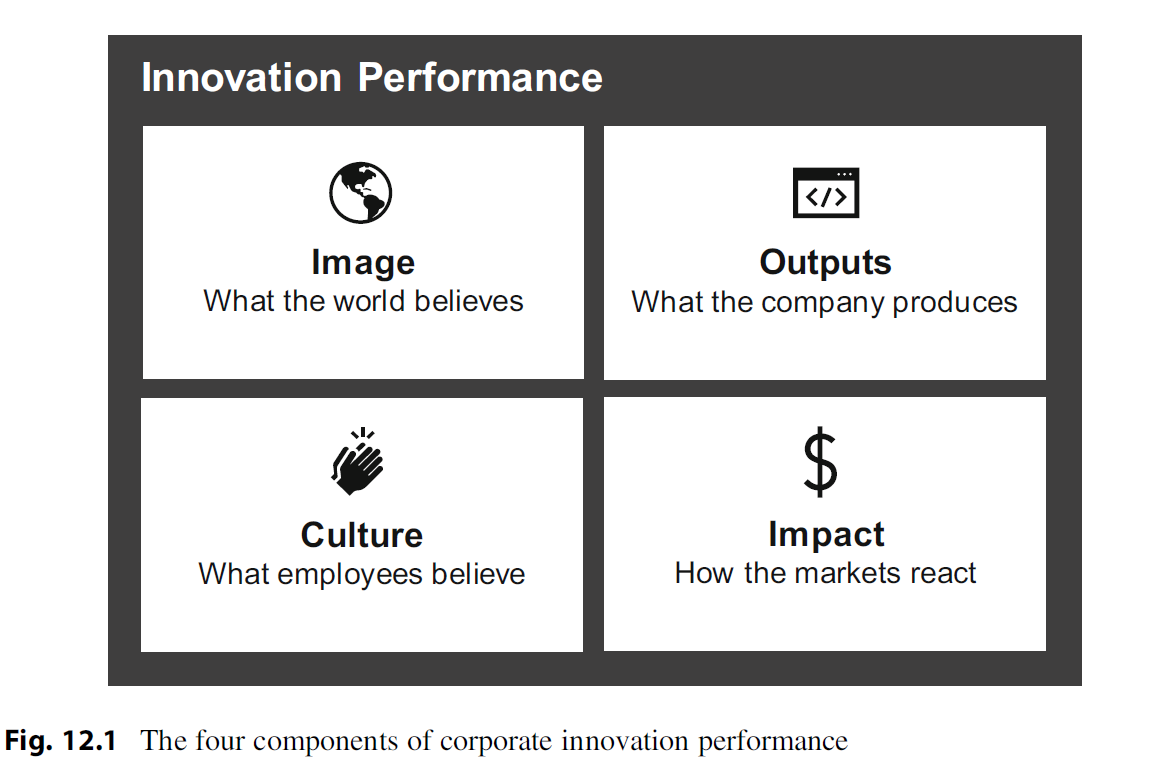 Innovation Performance
Image
What the world believes
</>
Outputs
What the company produces
Culture
What employees believe
$
Impact
How the markets react
Fig. 12.1 The four components of corporate innovation performance